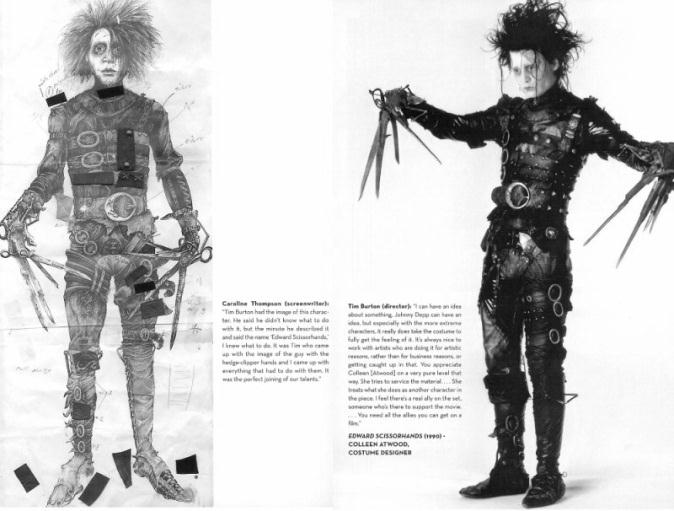 Caroline Thompson (screenwriter):
"Tim Burton had the image of this charac-
ter. He said he didn't know what to do
with it, but the minute he described it
and said the name 'Edward Scissorhands,'
I knew what to do. It was Tim who came
up with the image of the guy with the
hedge-clipper hands and I came up with
everything that had to do with them. It
was the perfect joining of our talents."
Tim Burton (director): "I can have an idea
about something, Johnny Depp can have an
idea, but especially with the more extreme
characters, it really does take the costume to
fully get the feeling of it. It's always nice to
work with artists who are doing it for artistic
reasons, rather than for business reasons, or
getting caught up in that. You appreciate
Colleen [Atwood] on a very pure level that
way. She tries to service the material. . . . She
treats what she does as another character in
the piece. I feel there's a real ally on the set,
someone who's there to support the movie.
. . . You need all the allies you can get on a
film."
EDWARD SCISSORHANDS (1990) •
COLLEEN ATWOOD,
COSTUME DESIGNER